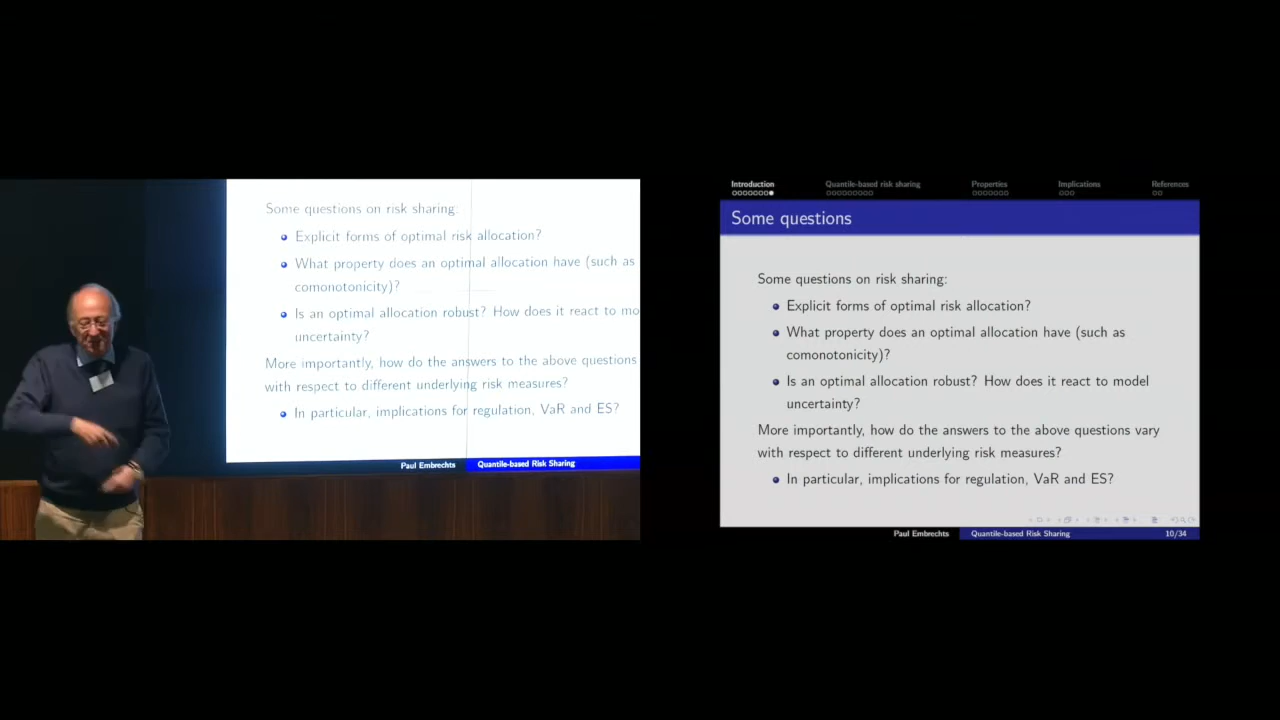 Some questions on risk sharing:
Explicit forms of optimal risk allocation?
What property does an optimal allocation have (such as
comonotonicity)?
Is an optimal allocation robust? How does it react to mo
uncertainty?
More importantly, how do the answers to the above questions
with respect to different underlying risk measures?
In particular, implications for regulation, VaR and ES?
Paul Embrechts Quantile-based Risk Sharing
Introduction Quantile-based risk sharing Properties Implications References
Some questions
Some questions on risk sharing:
Explicit forms of optimal risk allocation?
What property does an optimal allocation have (such as
comonotonicity)?
Is an optimal allocation robust? How does it react to model
uncertainty?
More importantly, how do the answers to the above questions vary
with respect to different underlying risk measures?
In particular, implications for regulation, VaR and ES?
Paul Embrechts Quantile-based Risk Sharing 10/34